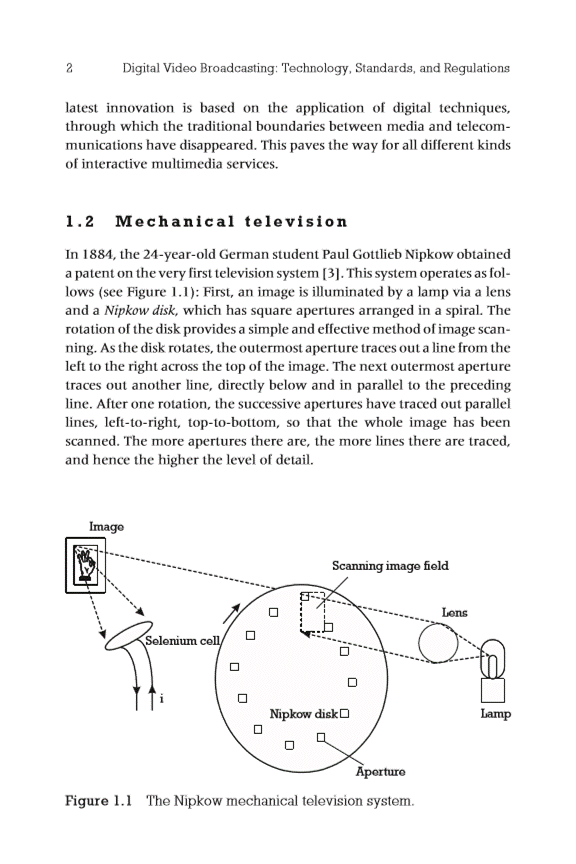 2 Digital Video Broadcasting: Technology, Standards, and Regulations
latest innovation is based on the application of digital techniques,
through which the traditional boundaries between media and telecom-
munications have disappeared. This paves the way for all different kinds
of interactive multimedia services.
1.2 Mechanical television
In 1884, the 24-year-old German student Paul Gottlieb Nipkow obtained
a patent on the very first television system [3]. This system operates as fol-
lows (see Figure 1.1): First, an image is illuminated by a lamp via a lens
and a Nipkow disk, which has square apertures arranged in a spiral. The
rotation of the disk provides a simple and effective method of image scan-
ning. As the disk rotates, the outermost aperture traces out a line from the
left to the right across the top of the image. The next outermost aperture
traces out another line, directly below and in parallel to the preceding
line. After one rotation, the successive apertures have traced out parallel
lines, left-to-right, top-to-bottom, so that the whole image has been
scanned. The more apertures there are, the more lines there are traced,
and hence the higher the level of detail.
Image
Scanning image field
Lens
Selenium cell
i
Nipkow disk
Lamp
Aperture
Figure 1.1 The Nipkow mechanical television system.